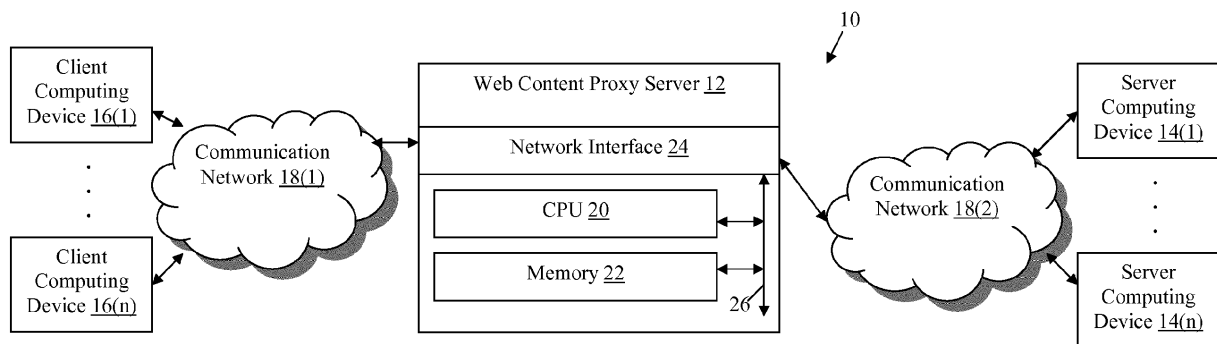 10
Client
Computing
Device 16(1)
Communication
Network 18(1)
Client
Computing
Device 16(n)
Web Content Proxy Server 12
Network Interface 24
CPU 20
Memory 22
26
Communication
Network 18(2)
Server
Computing
Device 14(1)
Server
Computing
Device 14(n)